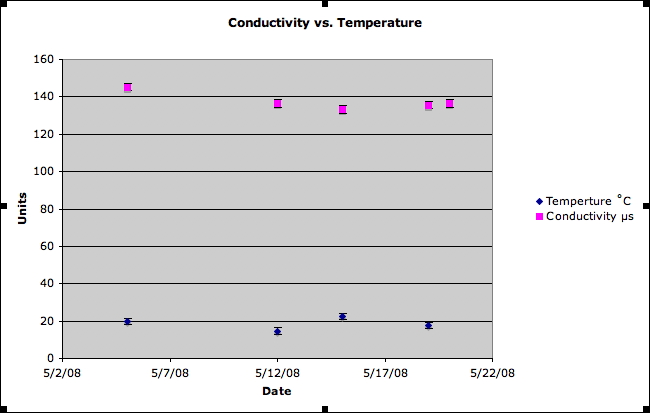 Conductivity vs. Temperature
160
140
120
100
80
60
40
20
0
Units
5/2/08 5/7/08 5/12/08 5/17/08 5/22/08
Date
Temperture °C
Conductivity µs